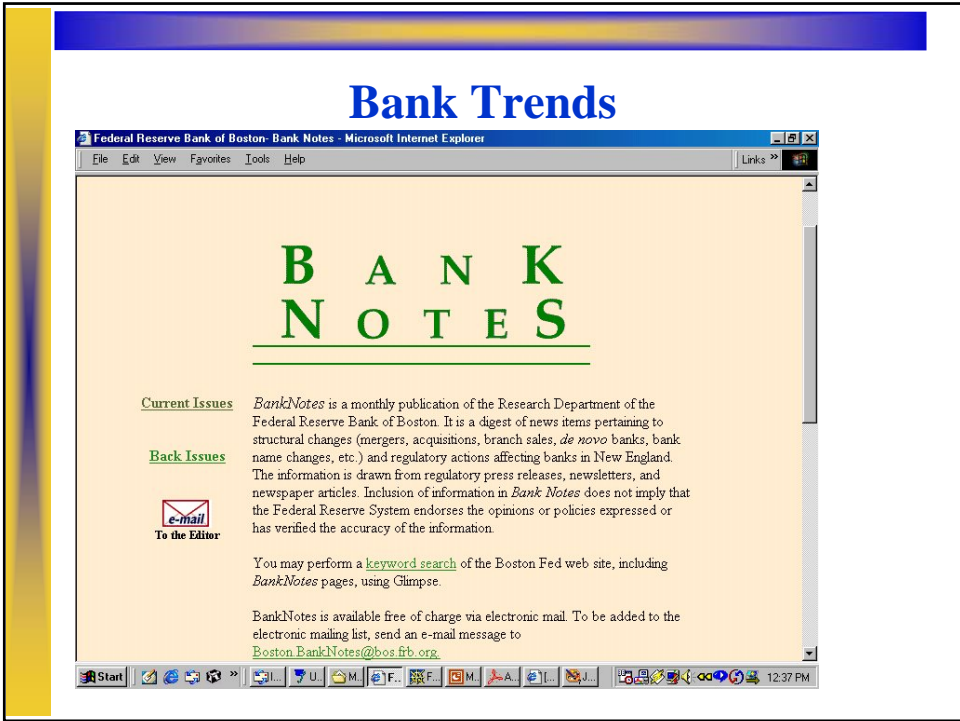 Bank Trends
Federal Reserve Bank of Boston- Bank Notes - Microsoft Internet Explorer
File Edit View Favorites Tools Help
Links »
BANK
NOTES
Current Issues
Back Issues
e-mail
To the Editor
BankNotes is a monthly publication of the Research Department of the
Federal Reserve Bank of Boston. It is a digest of news items pertaining to
structural changes (mergers, acquisitions, branch sales, de novo banks, bank
name changes, etc.) and regulatory actions affecting banks in New England.
The information is drawn from regulatory press releases, newsletters, and
newspaper articles. Inclusion of information in Bank Notes does not imply that
the Federal Reserve System endorses the opinions or policies expressed or
has verified the accuracy of the information.
You may perform a keyword search of the Boston Fed web site, including
BankNotes pages, using Glimpse.
BankNotes is available free of charge via electronic mail. To be added to the
electronic mailing list, send an e-mail message to
Boston.BankNotes@bos.frb.org.
Start » I... U.. M.. F.. F... M.. A... [... J... 12:37 PM